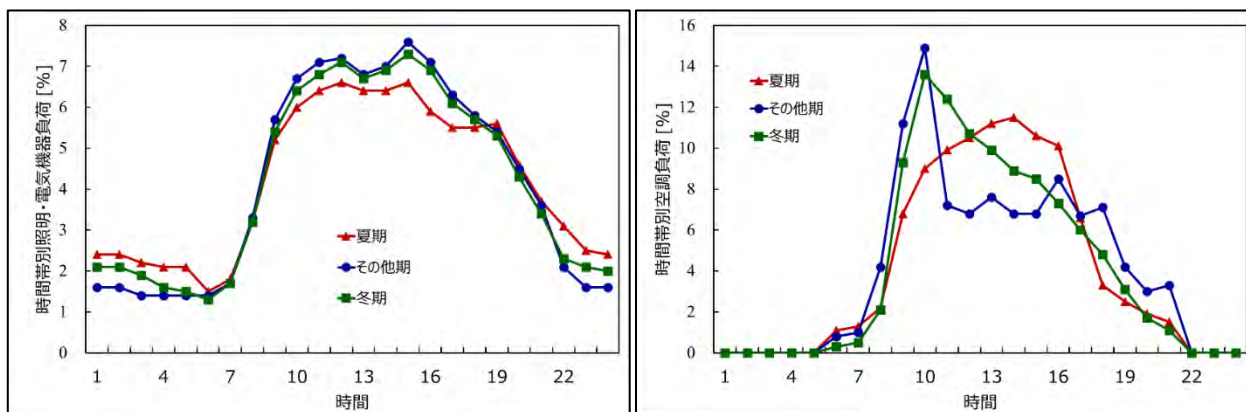 時間帯別照明・電気機器負荷 [%]
8
7
6
5
4
3
2
1
0
夏期
その他期
冬期
1 4 7 10 13 16 19 22
時間
時間帯別空調負荷 [%]
16
14
12
10
8
6
4
2
0
夏期
その他期
冬期
1 4 7 10 13 16 19 22
時間